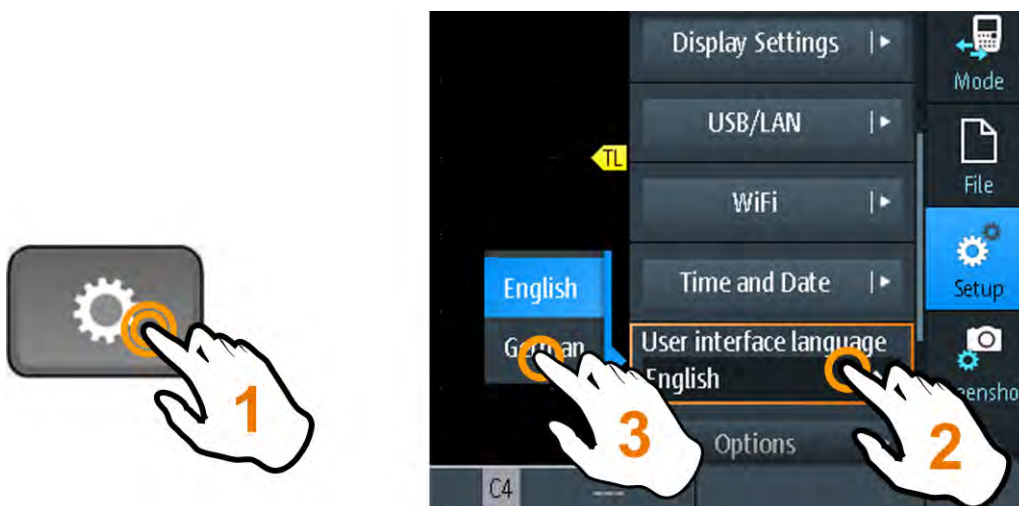 1
Display Settings
Mode
USB/LAN
TL
WiFi
File
Time and Date
Setup
English
German
User interface language
English
3
2
Options
C4